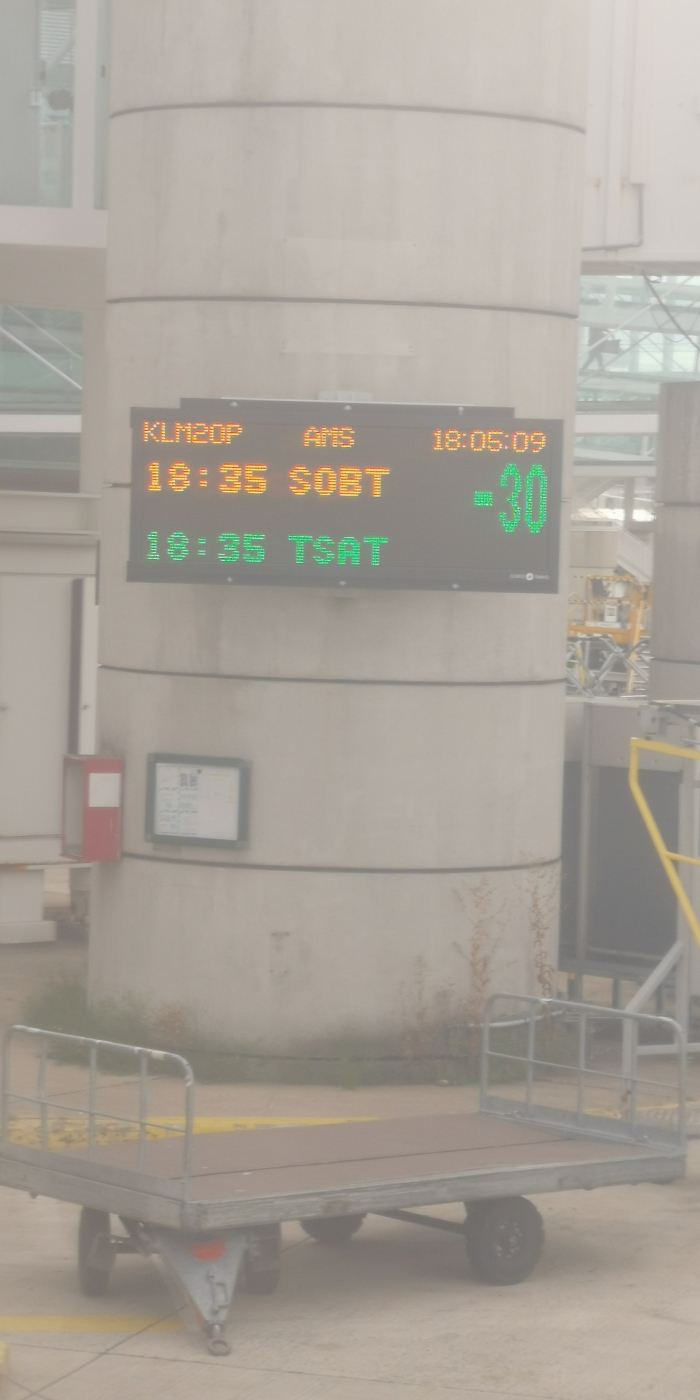 KLM20P AMS 18:05:09
18:35 SOBT -30
18:35 TSAT